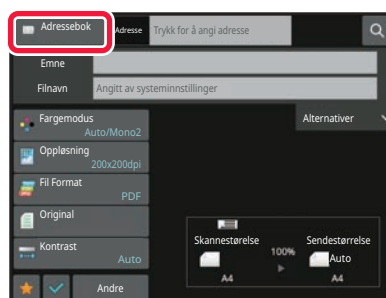 Adressebok
Adresse
Trykk for å angi adresse
Emne
Filnavn
Angitt av systeminnstillinger
Fargemodus
Auto/Mono2
Alternativer
Oppløsning
200x200dpi
Fil Format
PDF
Original
Kontrast
Auto
Skannestørelse
100%
Sendestørrelse
Auto
A4
A4
Andre